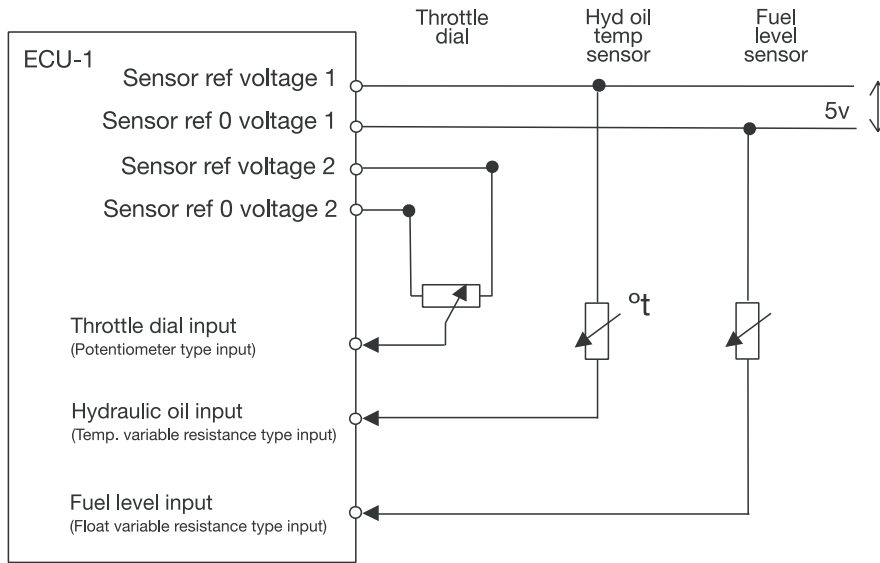 Throttle
dial
Hyd oil
temp
sensor
Fuel
level
sensor
ECU-1
Sensor ref voltage 1
Sensor ref 0 voltage 1
5v
Sensor ref voltage 2
Sensor ref 0 voltage 2
ot
Throttle dial input
(Potentiometer type input)
Hydraulic oil input
(Temp. variable resistance type input)
Fuel level input
(Float variable resistance type input)